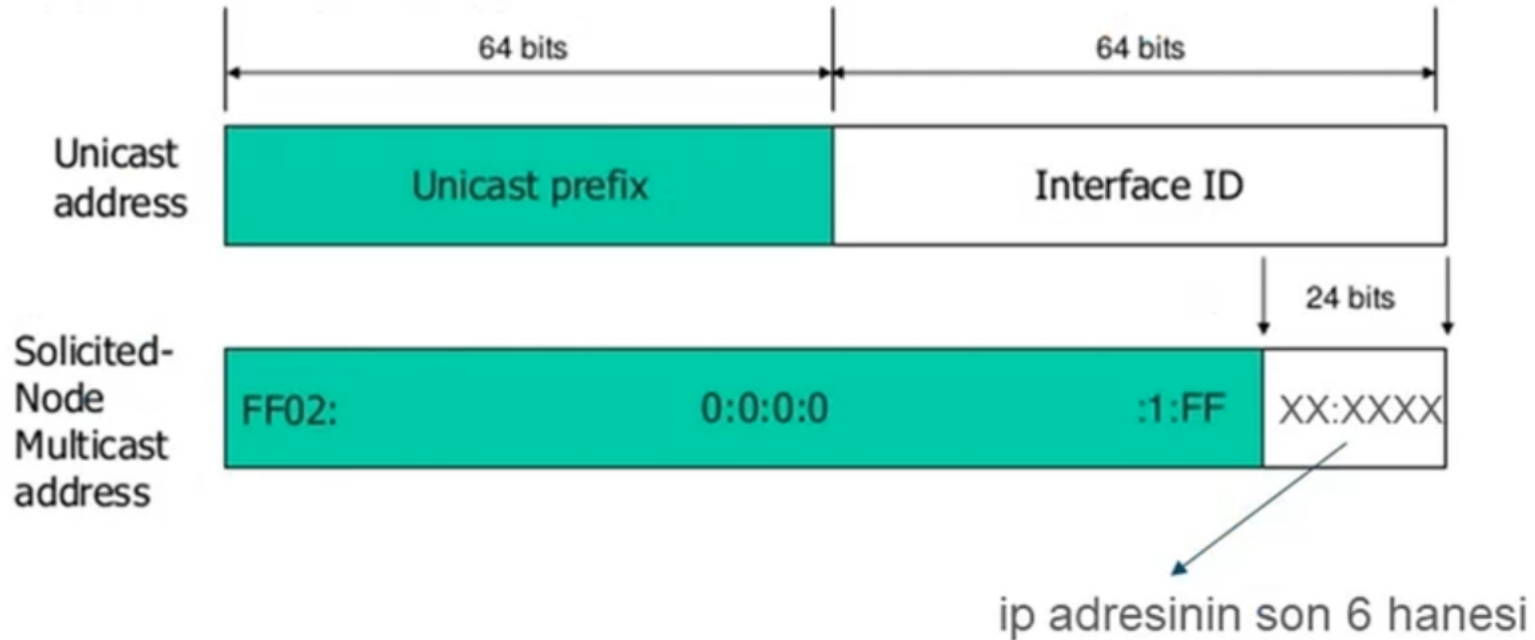 64 bits
64 bits
Unicast
address
Unicast prefix
Interface ID
24 bits
Solicited-
Node
Multicast
address
FF02:
0:0:0:0
:1:FF
XX:XXXX
ip adresinin son 6 hanesi